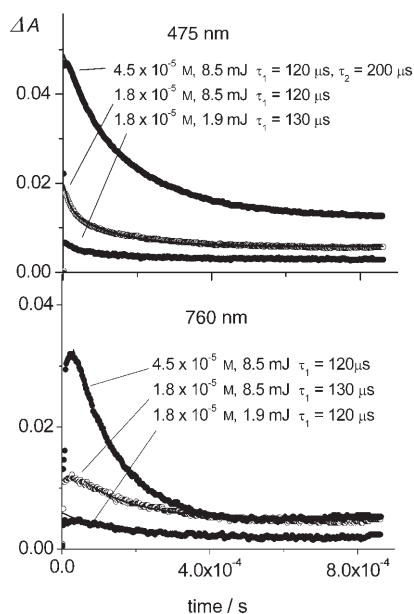 ΔA
475 nm
4.5 x 10⁻⁵ M, 8.5 mJ τ₁ = 120 μs, τ₂ = 200 μs
1.8 x 10⁻⁵ M, 8.5 mJ τ₁ = 120 μs
1.8 x 10⁻⁵ M, 1.9 mJ τ₁ = 130 μs
0.04
0.02
0.00
0.04
760 nm
4.5 x 10⁻⁵ M, 8.5 mJ τ₁ = 120μs
1.8 x 10⁻⁵ M, 8.5 mJ τ₁ = 130 μs
1.8 x 10⁻⁵ M, 1.9 mJ τ₁ = 120 μs
0.02
0.00
0.0 4.0x10⁻⁴ 8.0x10⁻⁴
time / s